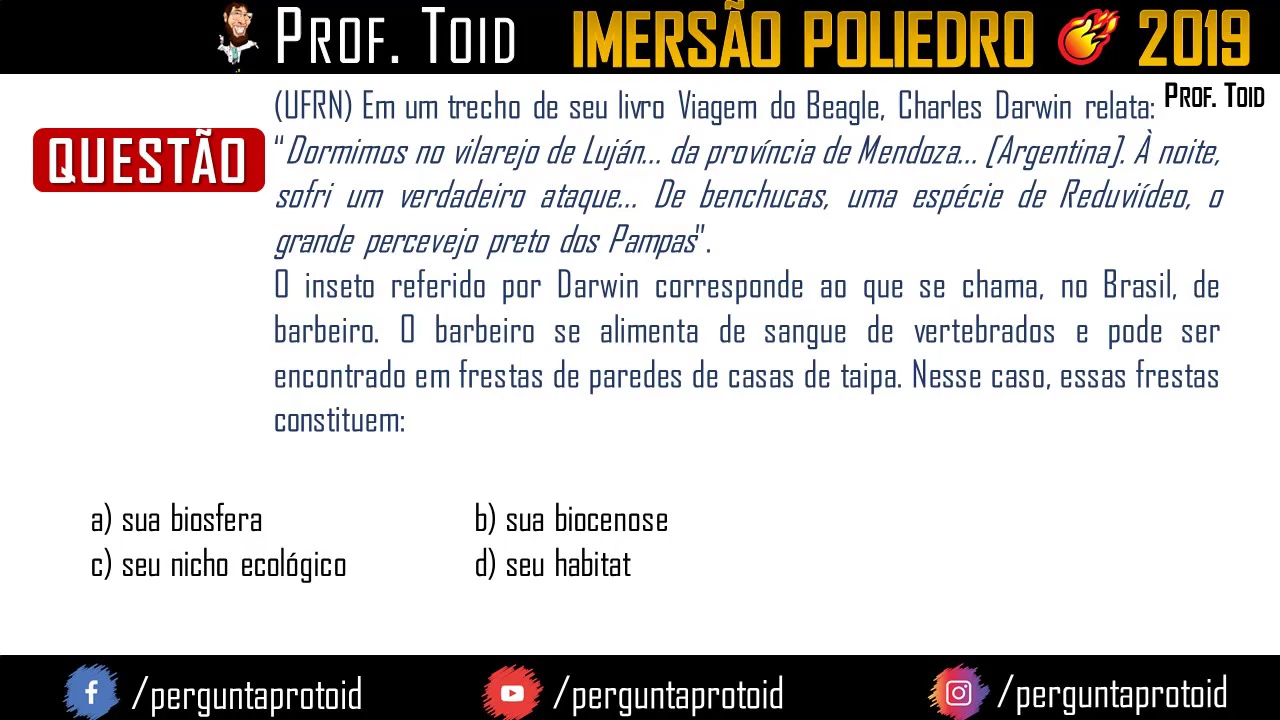 PROF. TOID IMERSÃO POLIEDRO 2019
PROF. TOID
QUESTÃO
(UFRN) Em um trecho de seu livro Viagem do Beagle, Charles Darwin relata:
"Dormimos no vilarejo de Luján... da província de Mendoza... [Argentina]. À noite,
sofri um verdadeiro ataque... De benchucas, uma espécie de Reduviídeo, o
grande percevejo preto dos Pampas".
O inseto referido por Darwin corresponde ao que se chama, no Brasil, de
barbeiro. O barbeiro se alimenta de sangue de vertebrados e pode ser
encontrado em frestas de paredes de casas de taipa. Nesse caso, essas frestas
constituem:
a) sua biosfera b) sua biocenose
c) seu nicho ecológico d) seu habitat
/perguntaprotoid /perguntaprotoid /perguntaprotoid